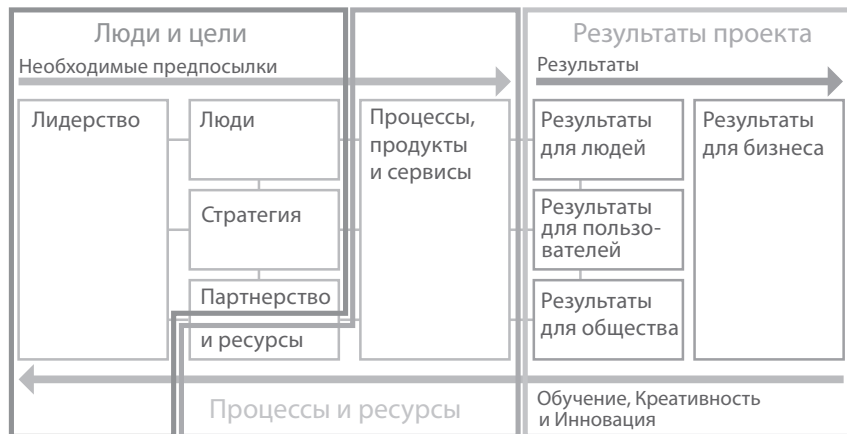 Люди и цели
Результаты проекта
Необходимые предпосылки
Результаты
Лидерство
Люди
Процессы,
продукты
и сервисы
Результаты
для людей
Результаты
для бизнеса
Стратегия
Результаты
для пользо-
вателей
Партнерство
и ресурсы
Результаты
для общества
Процессы и ресурсы
Обучение, Креативность
и Инновация